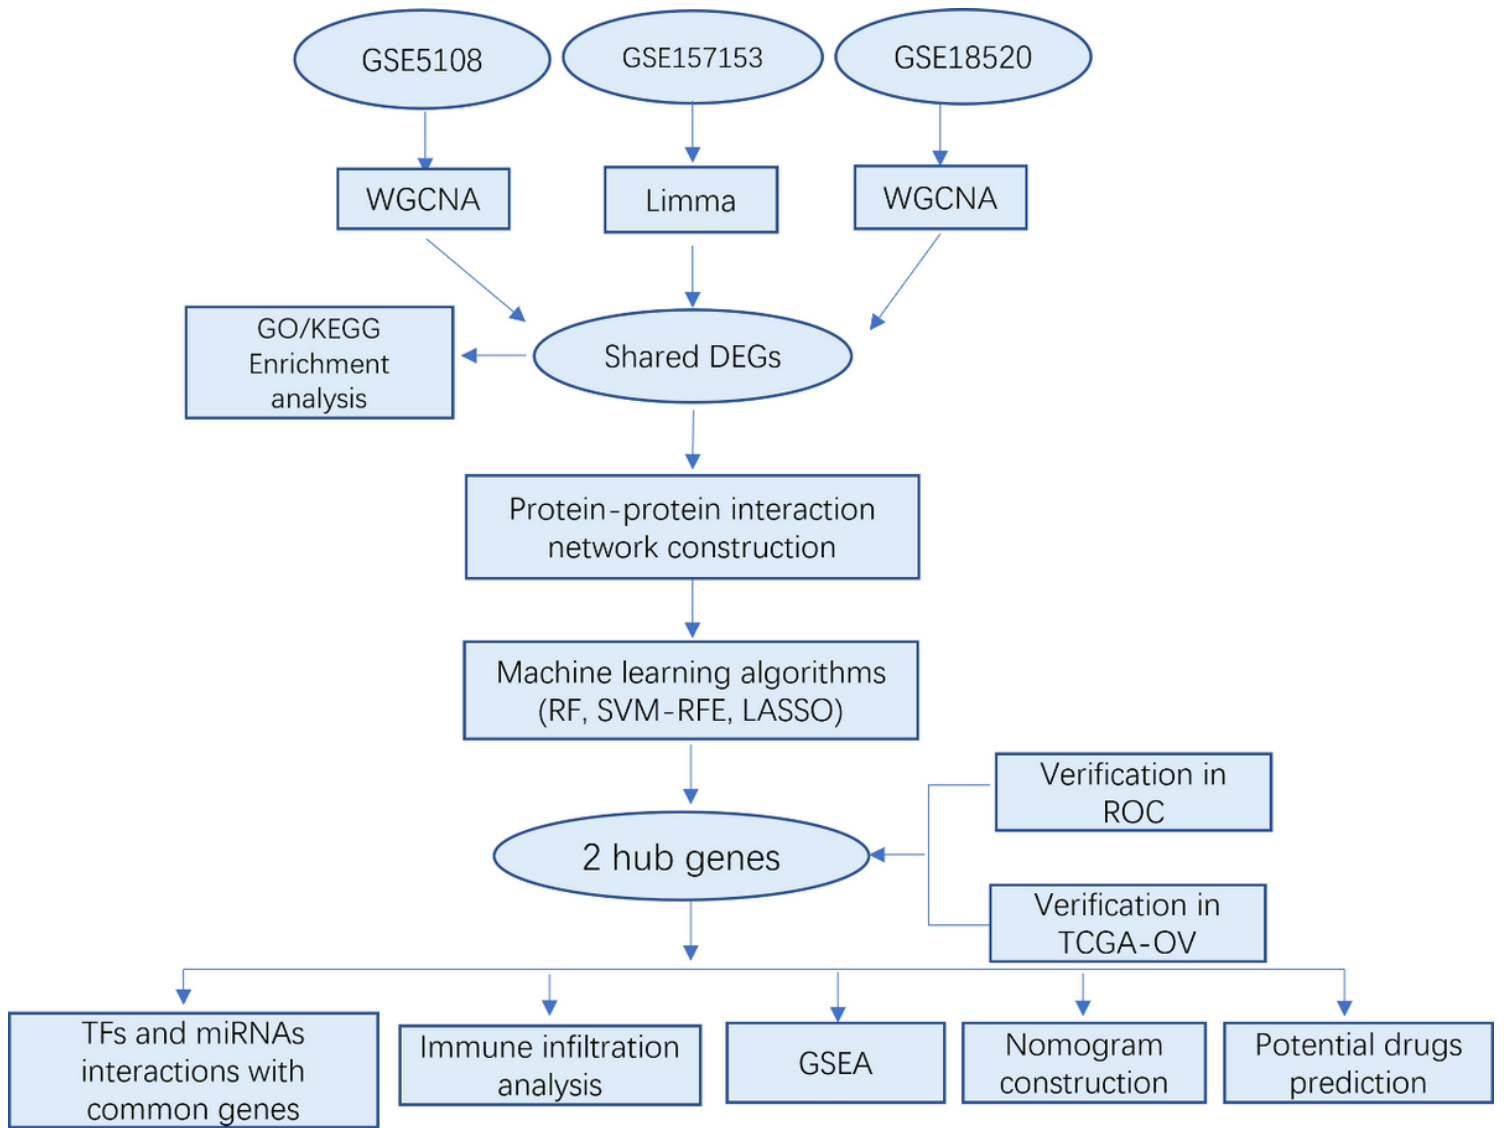 GSE5108
GSE157153
GSE18520
WGCNA
Limma
WGCNA
GO/KEGG
Enrichment
analysis
Shared DEGs
Protein-protein interaction
network construction
Machine learning algorithms
(RF, SVM-RFE, LASSO)
Verification in
ROC
2 hub genes
Verification in
TCGA-OV
TFs and miRNAs
interactions with
common genes
Immune infiltration
analysis
GSEA
Nomogram
construction
Potential drugs
prediction